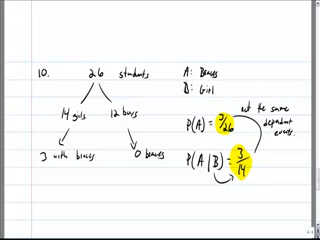 10. 26 students
14 girls 12 boys
3 with braces 0 braces
A: Braces
B: Girl
P(A) = 3/26
P(A|B) = 3/14
not the same
dependent
events.